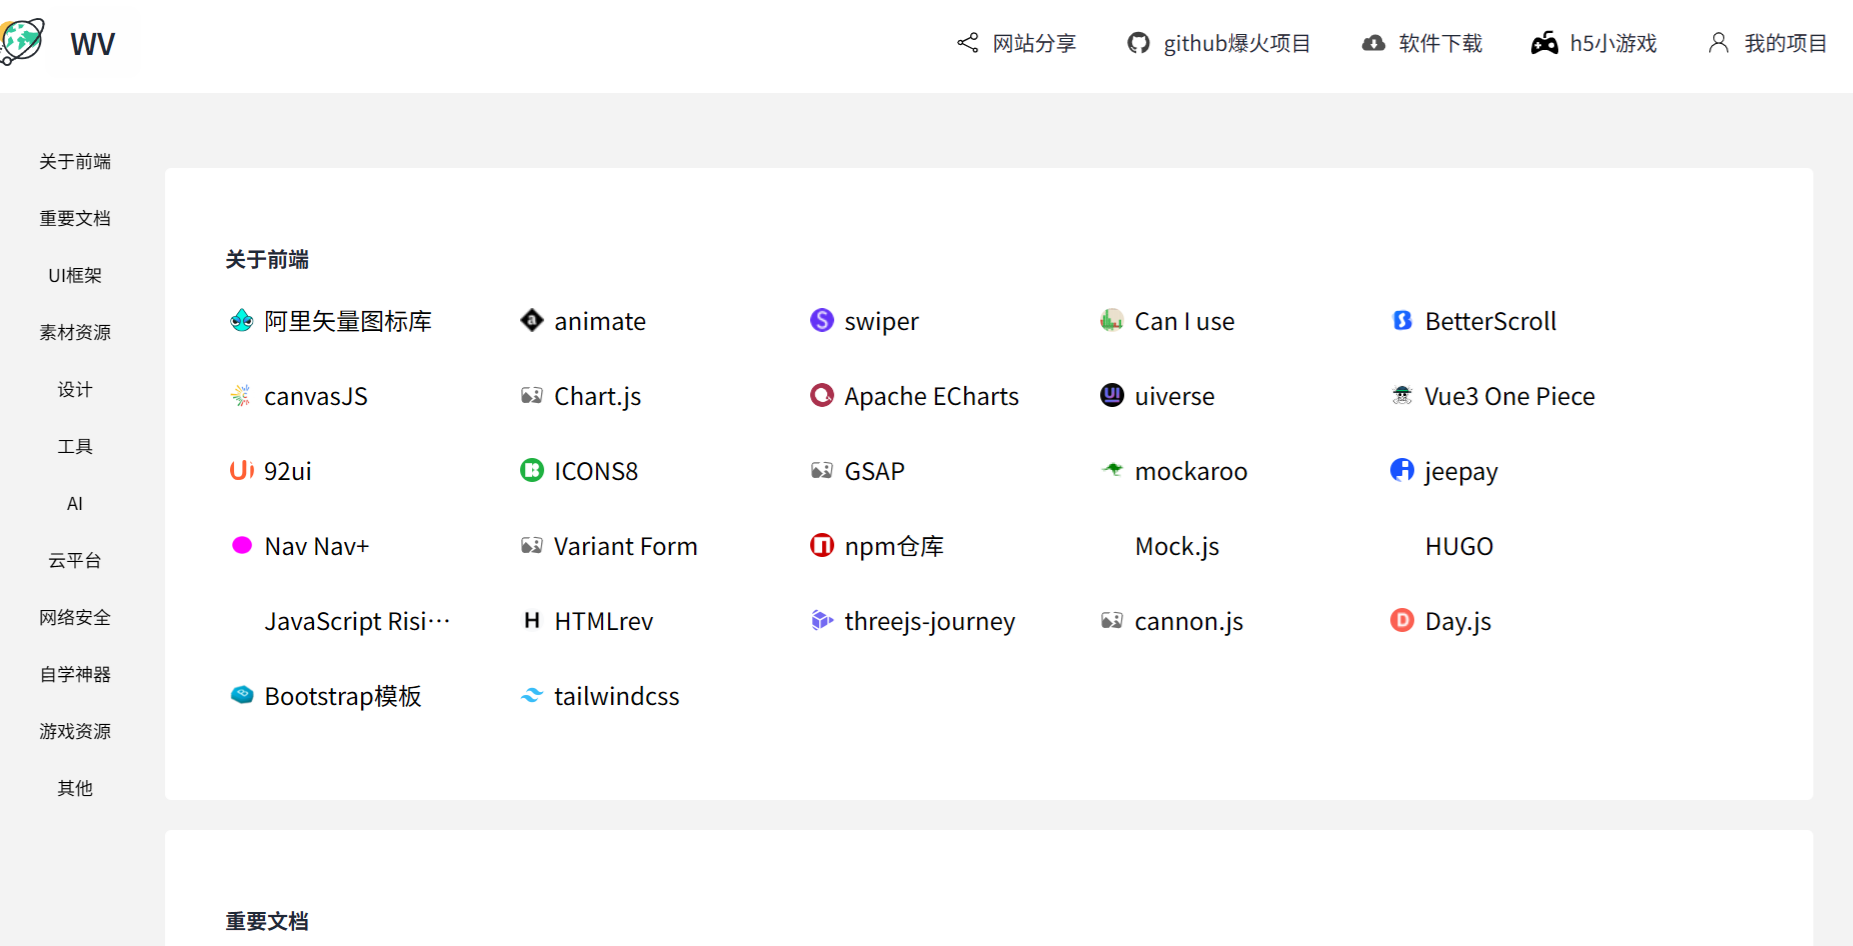 WV
网站分享
github爆火项目
软件下载
h5小游戏
我的项目
关于前端
重要文档
UI框架
素材资源
设计
工具
AI
云平台
网络安全
自学神器
游戏资源
其他
关于前端
阿里矢量图标库 animate swiper Can I use BetterScroll
canvasJS Chart.js Apache ECharts uiverse Vue3 One Piece
92ui ICONS8 GSAP mockaroo jeepay
Nav Nav+ Variant Form npm仓库 Mock.js HUGO
JavaScript Risi… HTMLrev threejs-journey cannon.js Day.js
Bootstrap模板 tailwindcss
重要文档